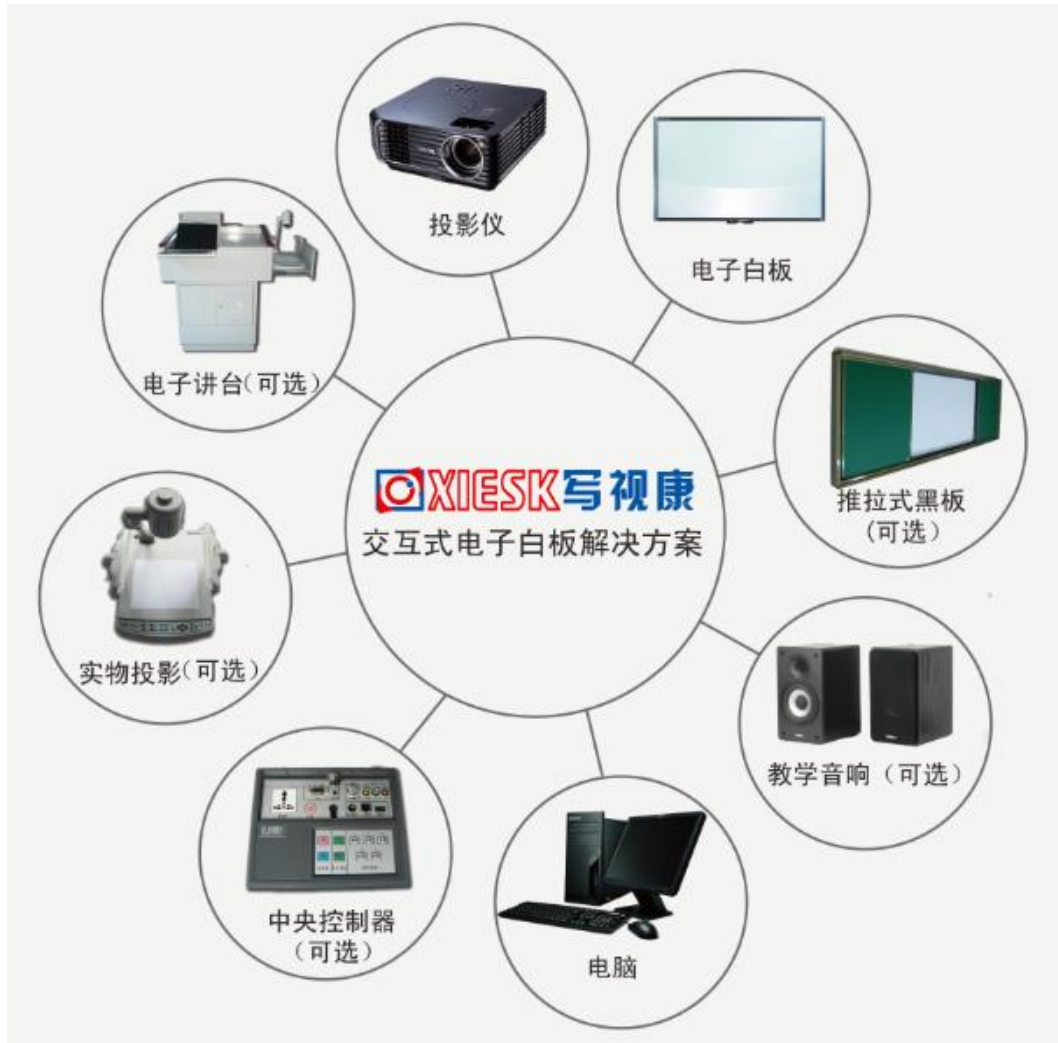 投影仪
电子白板
电子讲台(可选)
XIESK写视康
交互式电子白板解决方案
推拉式黑板
(可选)
实物投影(可选)
教学音响(可选)
中央控制器
(可选)
电脑